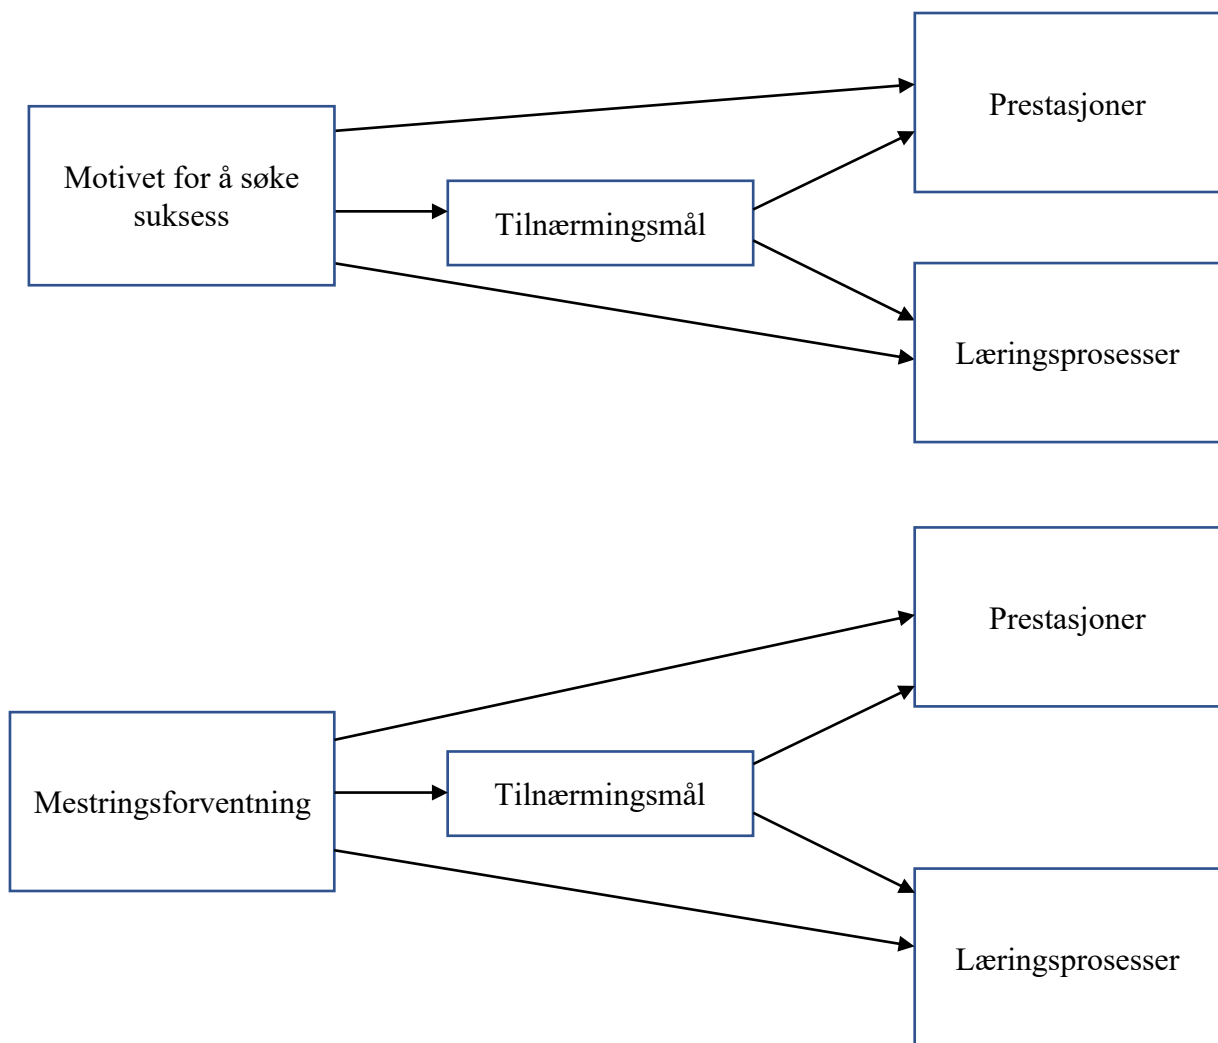 Prestasjoner
Motivet for å søke
suksess
Tilnærmingsmål
Læringsprosesser
Prestasjoner
Mestringsforventning
Tilnærmingsmål
Læringsprosesser